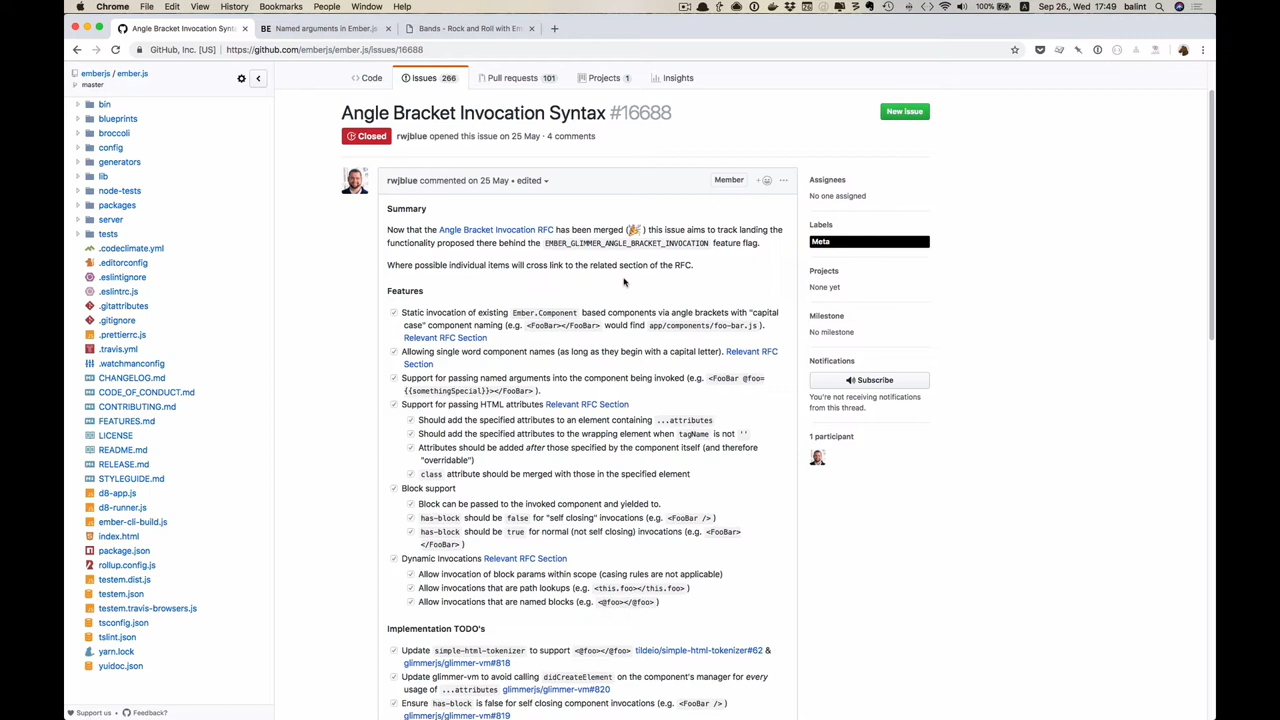 Chrome File Edit View History Bookmarks People Window Help
100% Sep 26., Wed 17:49 balint
Angle Bracket Invocation Synta
BE Named arguments in Ember.js
Bands - Rock and Roll with Em
GitHub, Inc. [US] https://github.com/emberjs/ember.js/issues/16688
emberjs / ember.js
master
bin
blueprints
broccoli
config
generators
lib
node-tests
packages
server
tests
.codeclimate.yml
.editorconfig
.eslintignore
.eslintrc.js
.gitattributes
.gitignore
.prettierrc.js
.travis.yml
.watchmanconfig
CHANGELOG.md
CODE_OF_CONDUCT.md
CONTRIBUTING.md
FEATURES.md
LICENSE
README.md
RELEASE.md
STYLEGUIDE.md
d8-app.js
d8-runner.js
ember-cli-build.js
index.html
package.json
rollup.config.js
testem.dist.js
testem.json
testem.travis-browsers.js
tsconfig.json
tslint.json
yarn.lock
yuidoc.json
Support us Feedback?
Code Issues 266 Pull requests 101 Projects 1 Insights
Angle Bracket Invocation Syntax #16688
New issue
Closed rwjblue opened this issue on 25 May · 4 comments
rwjblue commented on 25 May • edited
Member
Summary
Now that the Angle Bracket Invocation RFC has been merged ( ) this issue aims to track landing the
functionality proposed there behind the EMBER_GLIMMER_ANGLE_BRACKET_INVOCATION feature flag.
Where possible individual items will cross link to the related section of the RFC.
Features
Static invocation of existing Ember.Component based components via angle brackets with "capital
case" component naming (e.g. <FooBar></FooBar> would find app/components/foo-bar.js).
Relevant RFC Section
Allowing single word component names (as long as they begin with a capital letter). Relevant RFC
Section
Support for passing named arguments into the component being invoked (e.g. <FooBar @foo=
{{somethingSpecial}}></FooBar>).
Support for passing HTML attributes Relevant RFC Section
Should add the specified attributes to an element containing ...attributes
Should add the specified attributes to the wrapping element when tagName is not ''
Attributes should be added after those specified by the component itself (and therefore
"overridable")
class attribute should be merged with those in the specified element
Block support
Block can be passed to the invoked component and yielded to.
has-block should be false for "self closing" invocations (e.g. <FooBar />)
has-block should be true for normal (not self closing) invocations (e.g. <FooBar>
</FooBar>)
Dynamic Invocations Relevant RFC Section
Allow invocation of block params within scope (casing rules are not applicable)
Allow invocations that are path lookups (e.g. <this.foo></this.foo>)
Allow invocations that are named blocks (e.g. <@foo></@foo>)
Implementation TODO's
Update simple-html-tokenizer to support <@foo></@foo> tildeio/simple-html-tokenizer#62 &
glimmerjs/glimmer-vm#818
Update glimmer-vm to avoid calling didCreateElement on the component's manager for every
usage of ...attributes glimmerjs/glimmer-vm#820
Ensure has-block is false for self closing component invocations (e.g. <FooBar />)
glimmerjs/glimmer-vm#819
Assignees
No one assigned
Labels
Meta
Projects
None yet
Milestone
No milestone
Notifications
Subscribe
You're not receiving notifications
from this thread.
1 participant